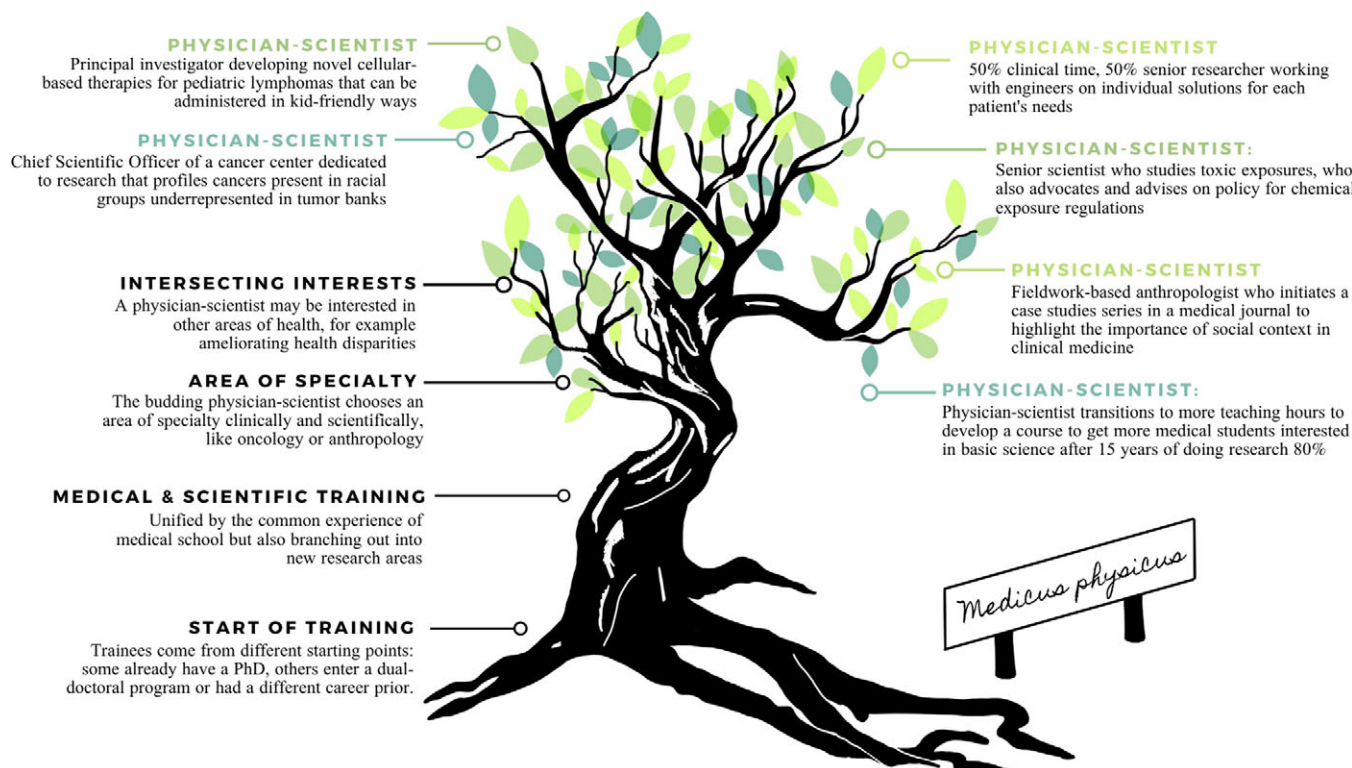 PHYSICIAN-SCIENTIST
Principal investigator developing novel cellular-
based therapies for pediatric lymphomas that can be
administered in kid-friendly ways
PHYSICIAN-SCIENTIST
Chief Scientific Officer of a cancer center dedicated
to research that profiles cancers present in racial
groups underrepresented in tumor banks
INTERSECTING INTERESTS
A physician-scientist may be interested in
other areas of health, for example
ameliorating health disparities
AREA OF SPECIALTY
The budding physician-scientist chooses an
area of specialty clinically and scientifically,
like oncology or anthropology
MEDICAL & SCIENTIFIC TRAINING
Unified by the common experience of
medical school but also branching out into
new research areas
START OF TRAINING
Trainees come from different starting points:
some already have a PhD, others enter a dual-
doctoral program or had a different career prior.
PHYSICIAN-SCIENTIST
50% clinical time, 50% senior researcher working
with engineers on individual solutions for each
patient's needs
PHYSICIAN-SCIENTIST:
Senior scientist who studies toxic exposures, who
also advocates and advises on policy for chemical
exposure regulations
PHYSICIAN-SCIENTIST
Fieldwork-based anthropologist who initiates a
case studies series in a medical journal to
highlight the importance of social context in
clinical medicine
PHYSICIAN-SCIENTIST:
Physician-scientist transitions to more teaching hours to
develop a course to get more medical students interested
in basic science after 15 years of doing research 80%
Medicus physicus